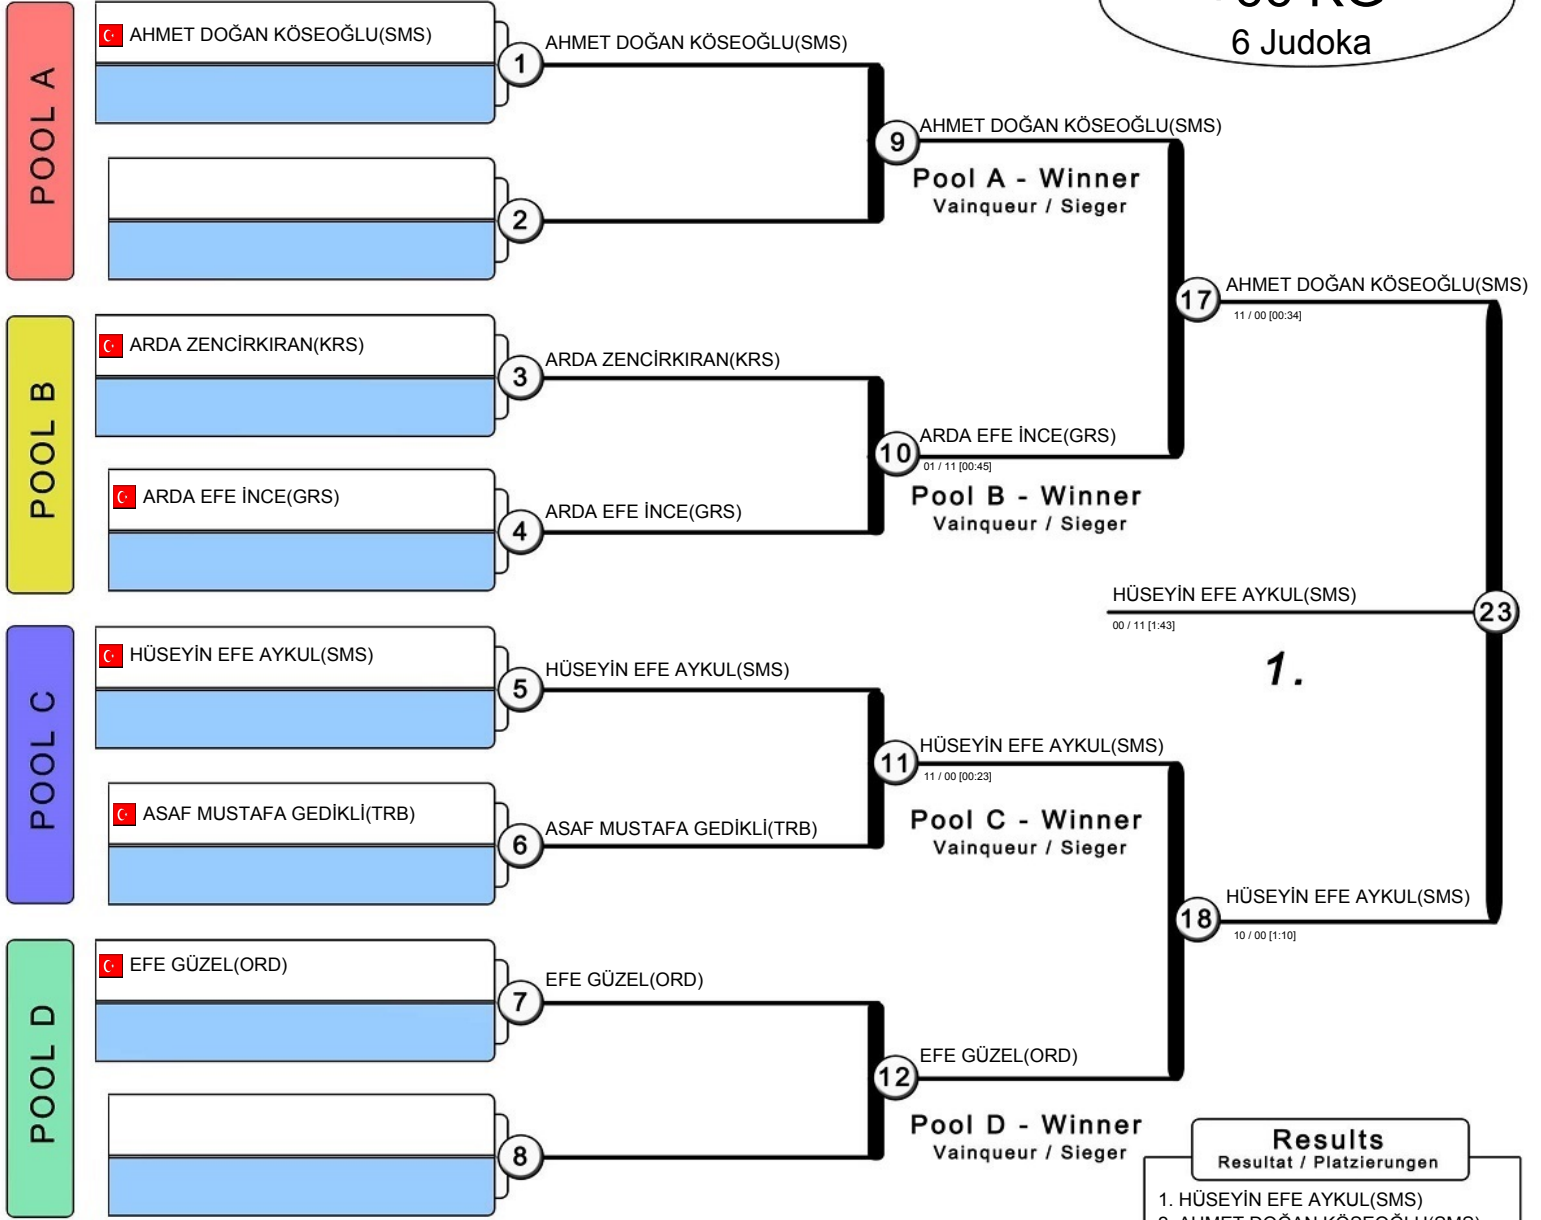 6 Judoka
POOL A
AHMET DOĞAN KÖSEOĞLU(SMS)
1
AHMET DOĞAN KÖSEOĞLU(SMS)
2
9
AHMET DOĞAN KÖSEOĞLU(SMS)
Pool A - Winner
Vainqueur / Sieger
17
AHMET DOĞAN KÖSEOĞLU(SMS)
11 / 00 [00:34]
POOL B
ARDA ZENCİRKIRAN(KRS)
3
ARDA ZENCİRKIRAN(KRS)
ARDA EFE İNCE(GRS)
4
ARDA EFE İNCE(GRS)
10
ARDA EFE İNCE(GRS)
01 / 11 [00:45]
Pool B - Winner
Vainqueur / Sieger
HÜSEYİN EFE AYKUL(SMS)
00 / 11 [1:43]
23
1.
POOL C
HÜSEYİN EFE AYKUL(SMS)
5
HÜSEYİN EFE AYKUL(SMS)
ASAF MUSTAFA GEDİKLİ(TRB)
6
ASAF MUSTAFA GEDİKLİ(TRB)
11
HÜSEYİN EFE AYKUL(SMS)
11 / 00 [00:23]
Pool C - Winner
Vainqueur / Sieger
18
HÜSEYİN EFE AYKUL(SMS)
10 / 00 [1:10]
POOL D
EFE GÜZEL(ORD)
7
EFE GÜZEL(ORD)
8
12
EFE GÜZEL(ORD)
Pool D - Winner
Vainqueur / Sieger
Results
Resultat / Platzierungen
1. HÜSEYİN EFE AYKUL(SMS)
2. AHMET DOĞAN KÖSEOĞLU(SMS)